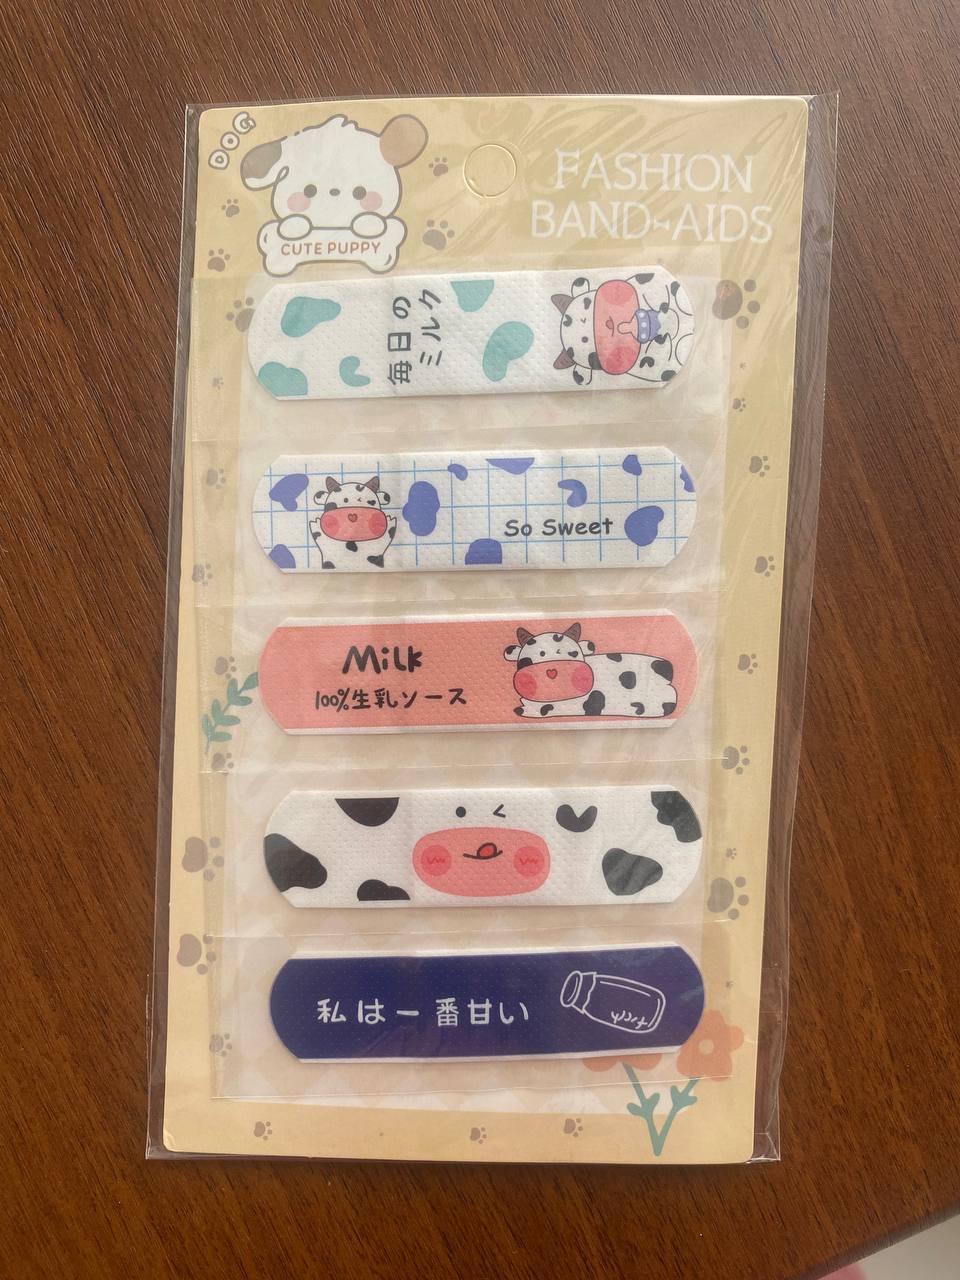 DOG
CUTE PUPPY
FASHION
BAND-AIDS
毎日の
ミルク
So Sweet
Milk
100%生乳ソース
私は一番甘い